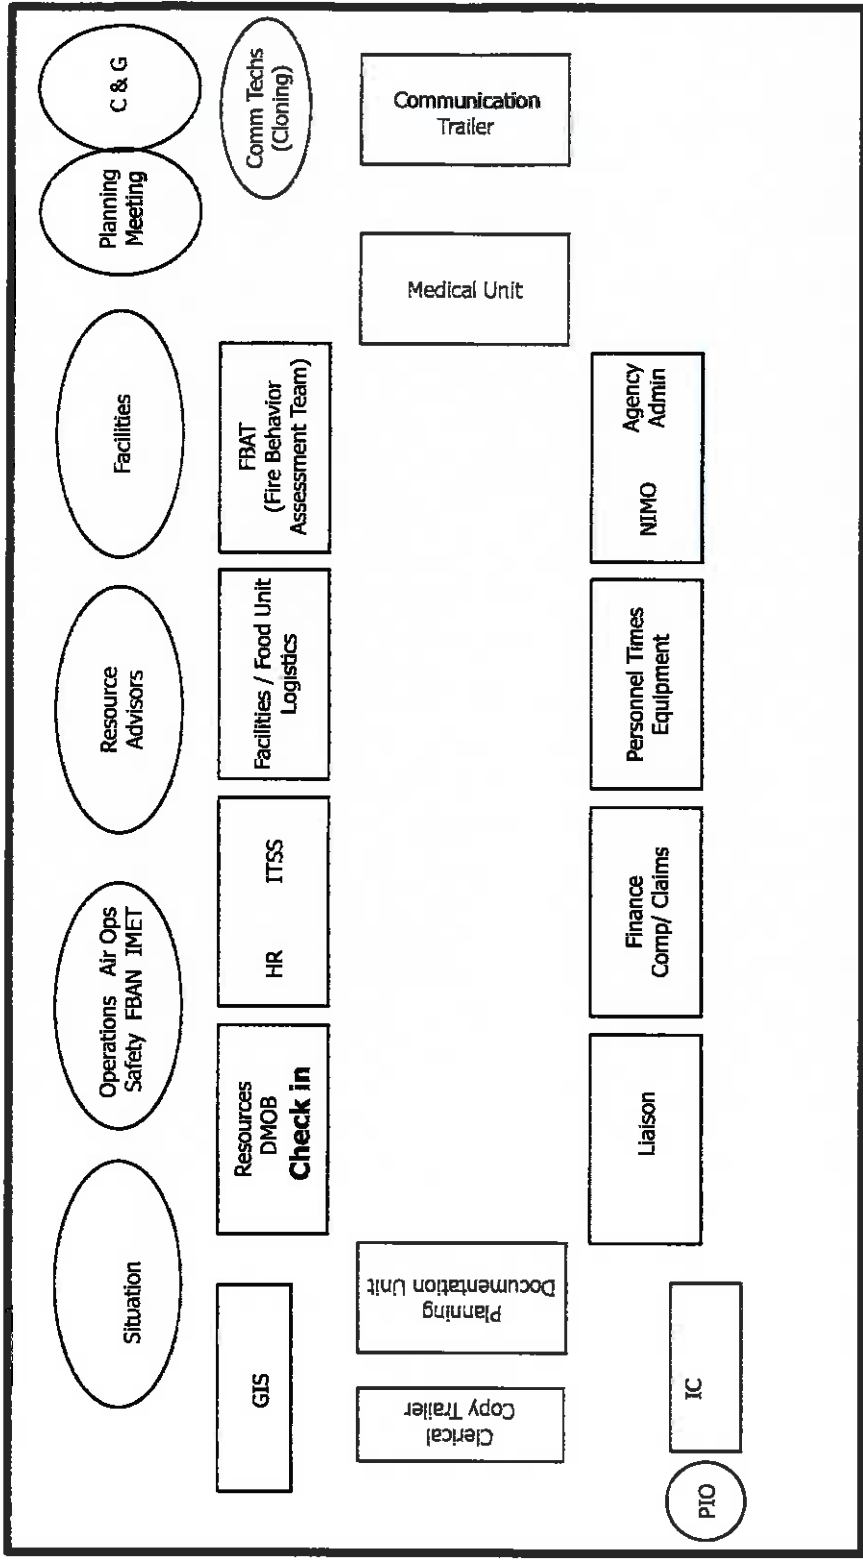 Situation
Operations Air Ops
Safety FBAN IMET
Resource
Advisors
Facilities
Planning
Meeting
C & G
GIS
Resources
DMOB
Check in
HR ITSS
Facilities / Food Unit
Logistics
FBAT
(Fire Behavior
Assessment Team)
Comm Techs
(Cloning)
Clerical
Copy Trailer
Planning
Documentation Unit
Medical Unit
Communication
Trailer
Liaison
Finance
Comp/ Claims
Personnel Times
Equipment
NIMO Agency
Admin
PIO
IC